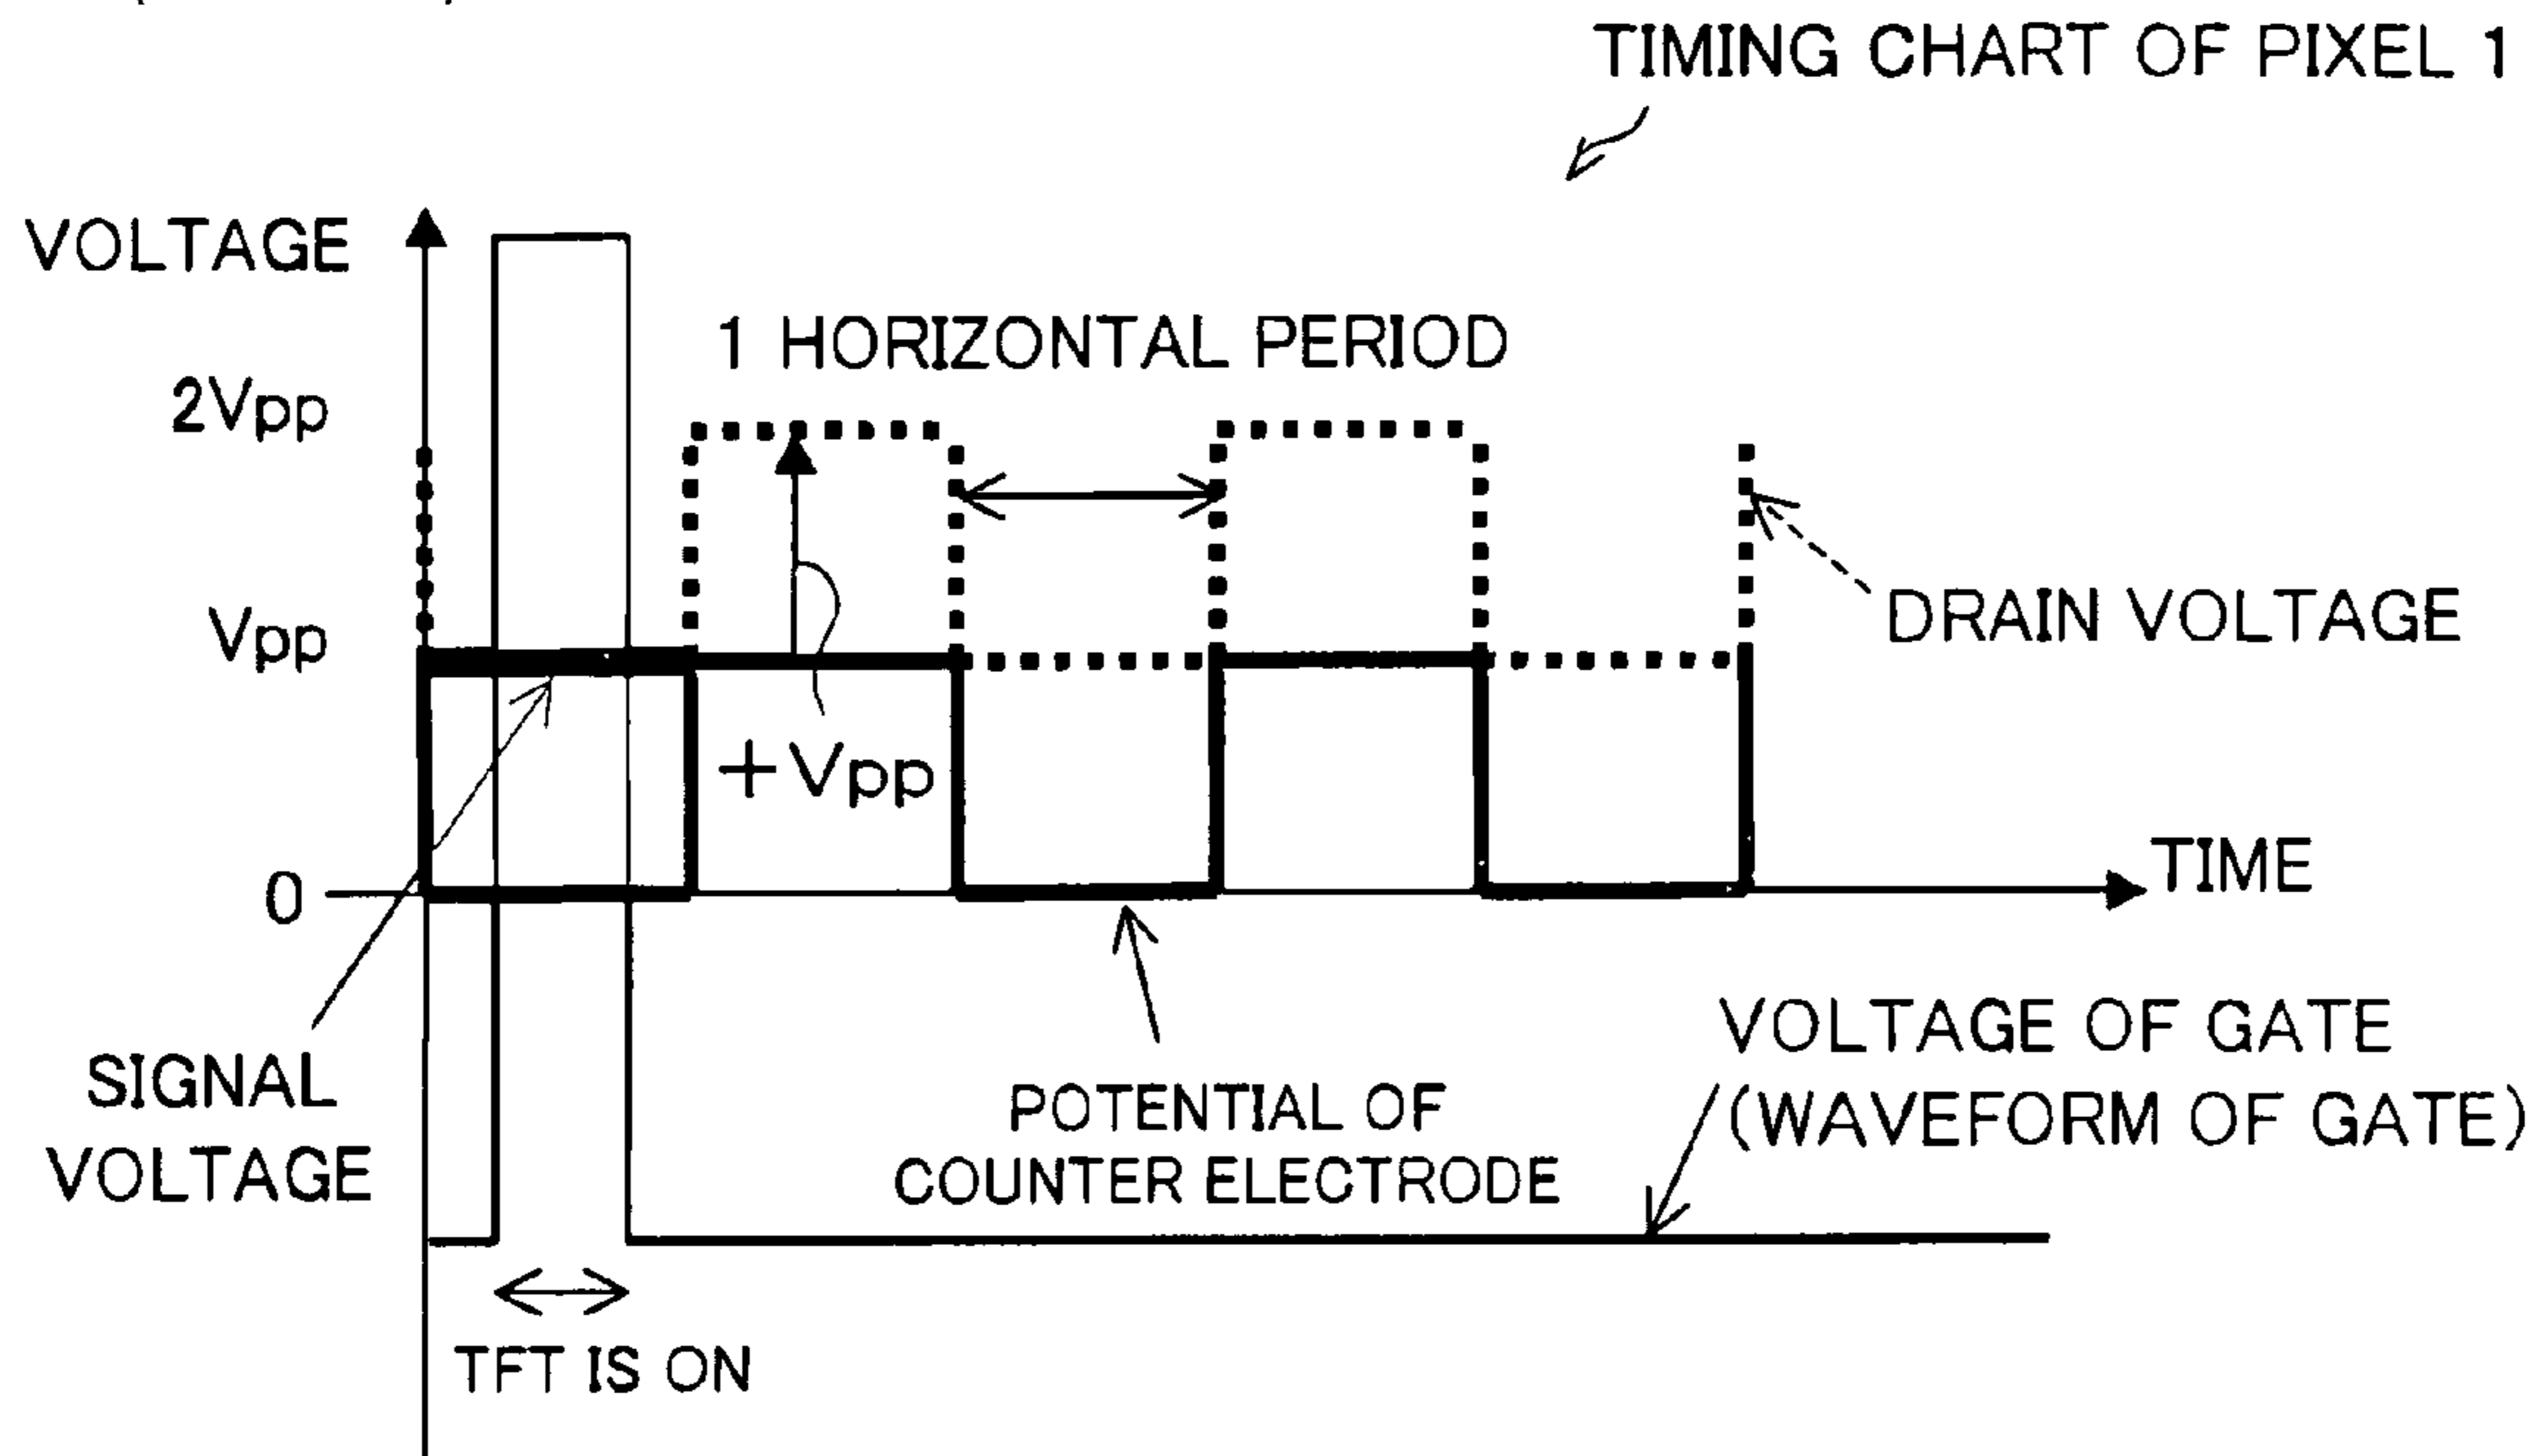 TIMING CHART OF PIXEL 1
VOLTAGE
1 HORIZONTAL PERIOD
2Vpp
Vpp
DRAIN VOLTAGE
+Vpp
0
TIME
SIGNAL
VOLTAGE
POTENTIAL OF
COUNTER ELECTRODE
VOLTAGE OF GATE
(WAVEFORM OF GATE)
TFT IS ON